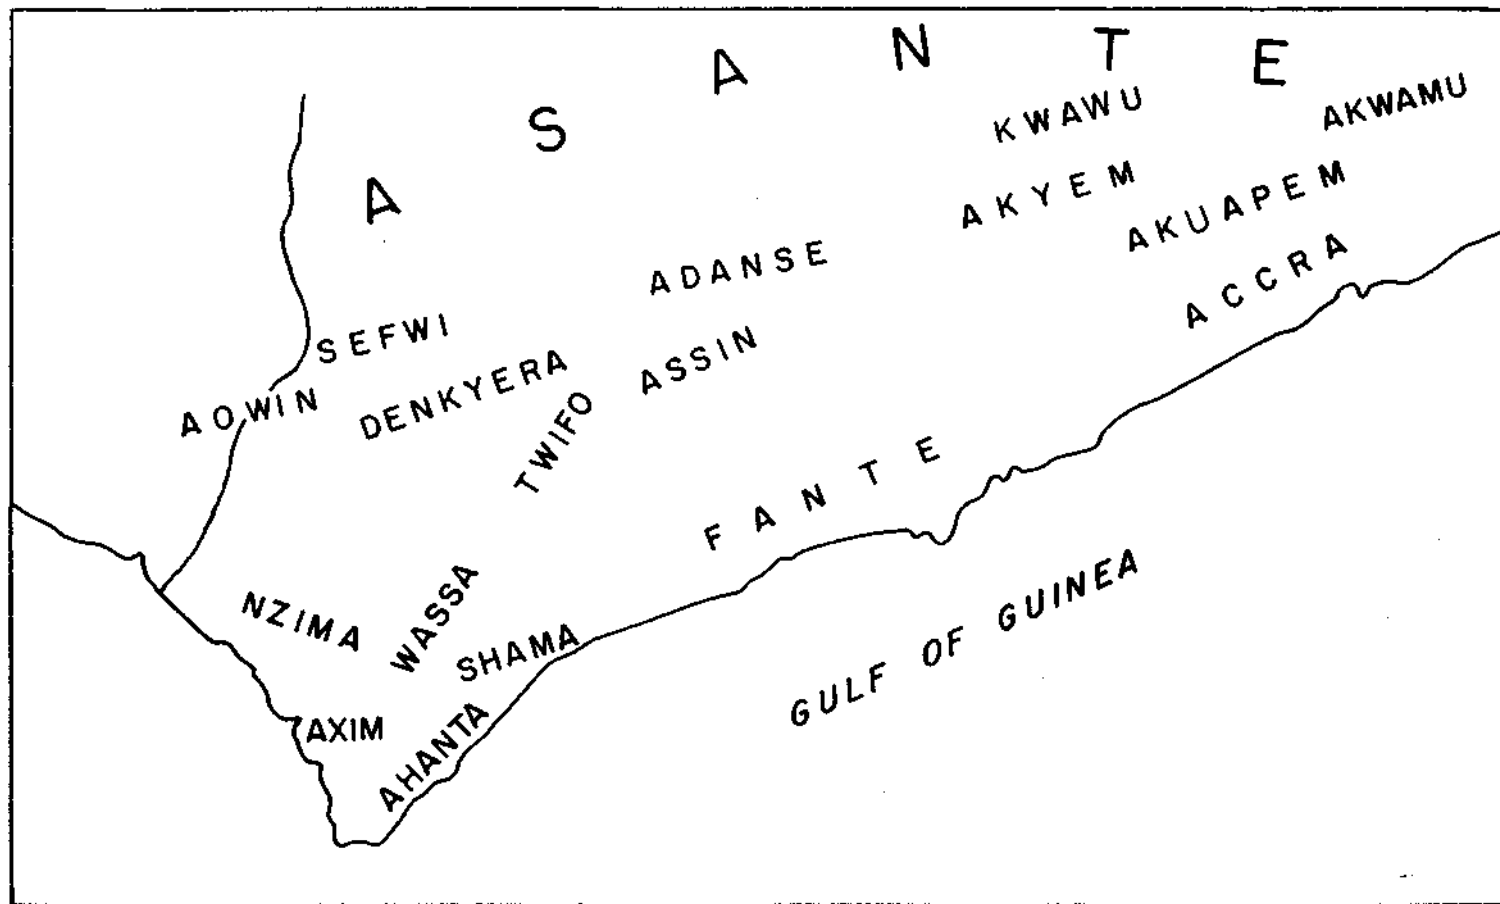 ASANTE
KWAWU
AKWAMU
AKYEM
AKUAPEM
ADANSE
ACCRA
SEFWI
ASSIN
DENKYERA
AOWIN
TWIFO
FANTE
NZIMA
WASSA
SHAMA
GULF OF GUINEA
AXIM
AHANTA